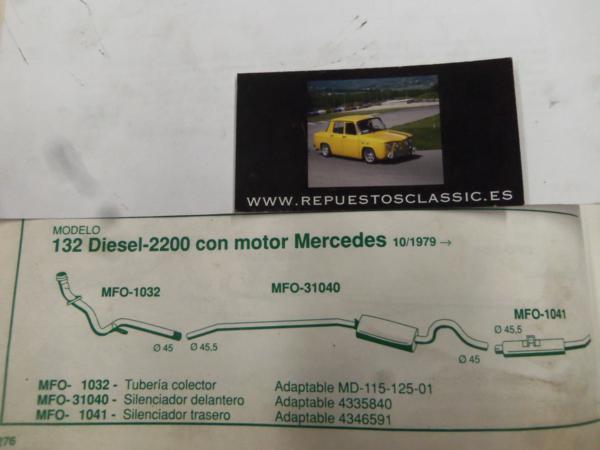 WWW.REPUESTOSCLASSIC.ES
MODELO
132 Diesel-2200 con motor Mercedes 10/1979 →
MFO-1032
MFO-31040
MFO-1041
Ø 45
Ø 45,5
Ø 45
Ø 45,5
MFO- 1032 - Tubería colector Adaptable MD-115-125-01
MFO-31040 - Silenciador delantero Adaptable 4335840
MFO- 1041 - Silenciador trasero Adaptable 4346591
276